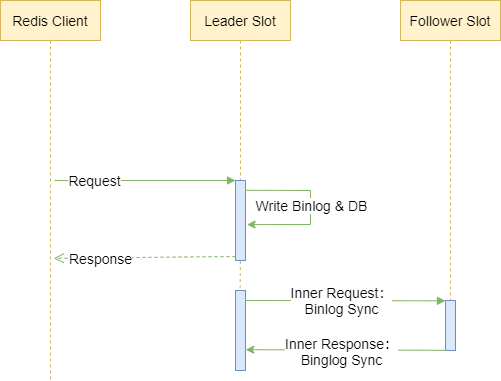 Redis Client
Leader Slot
Follower Slot
Request
Write Binlog & DB
Response
Inner Request:
Binlog Sync
Inner Response:
Binglog Sync